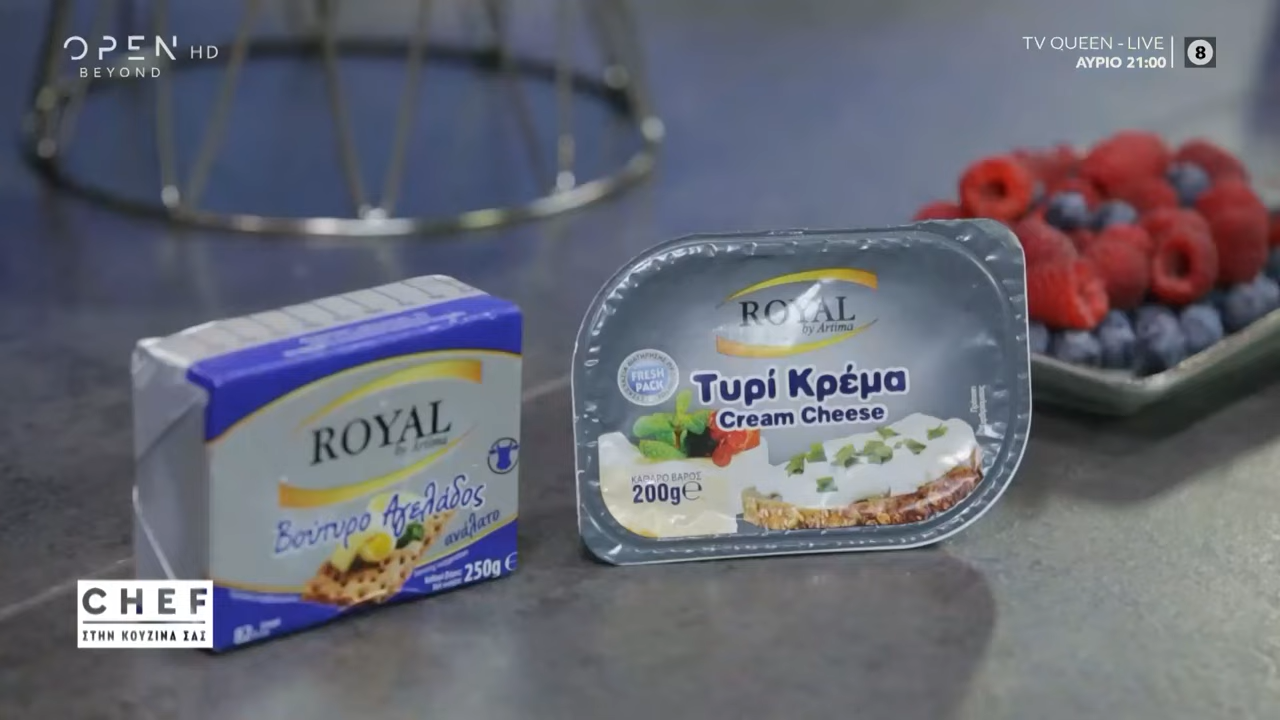 OPEN HD
BEYOND
TV QUEEN - LIVE
ΑΥΡΙΟ 21:00
8
ROYAL
by Artima
Βούτυρο Αγελάδος
ανάλατο
250g e
ROYAL
by Artima
FRESH
PACK
Τυρί Κρέμα
Cream Cheese
ΚΑΘΑΡΟ ΒΑΡΟΣ
200g e
CHEF
ΣΤΗΝ ΚΟΥΖΙΝΑ ΣΑΣ